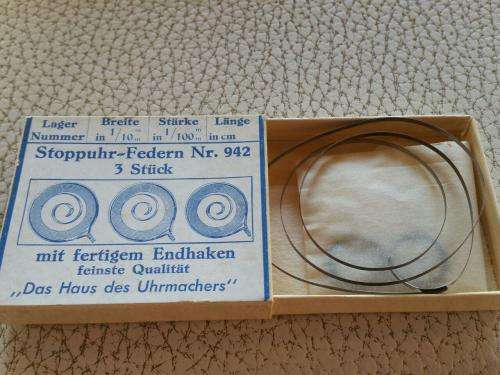 Lager Nummer
Breite in 1/10 m/m
Stärke in 1/100 m/m
Länge in cm
Stoppuhr-Federn Nr. 942
3 Stück
mit fertigem Endhaken
feinste Qualität
„Das Haus des Uhrmachers"